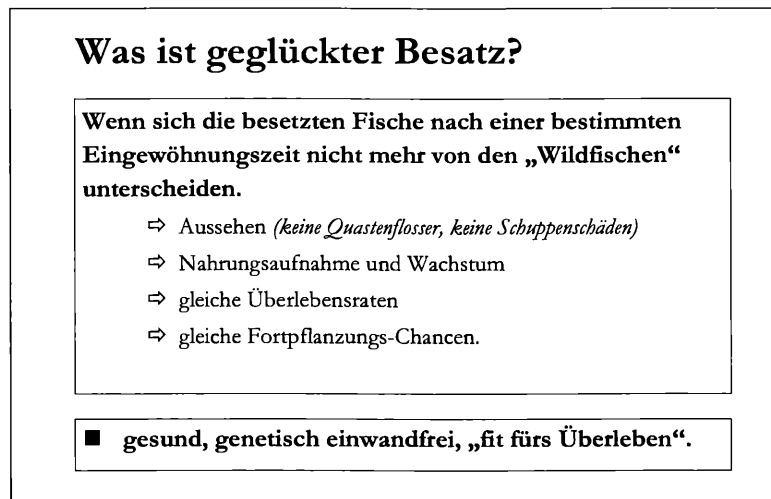 Was ist geglückter Besatz?
Wenn sich die besetzten Fische nach einer bestimmten
Eingewöhnungszeit nicht mehr von den „Wildfischen“
unterscheiden.
⇨ Aussehen (keine Quastenflosser, keine Schuppenschäden)
⇨ Nahrungsaufnahme und Wachstum
⇨ gleiche Überlebensraten
⇨ gleiche Fortpflanzungs-Chancen.
■ gesund, genetisch einwandfrei, „fit fürs Überleben“.